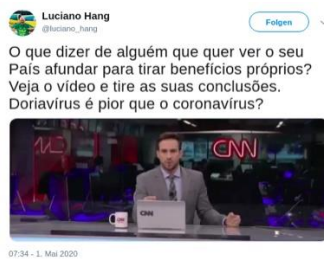 Luciano Hang
@luciano_hang
Folgen
O que dizer de alguém que quer ver o seu
País afundar para tirar benefícios próprios?
Veja o vídeo e tire as suas conclusões.
Doriavírus é pior que o coronavírus?
CNN
CNN
07:34 - 1. Mai 2020